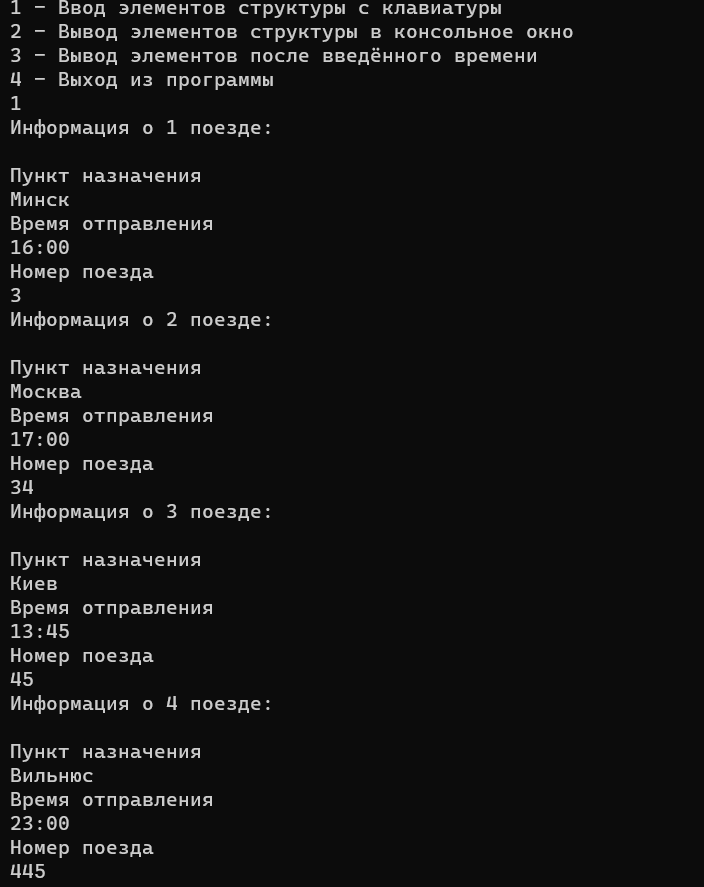 1 – Ввод элементов структуры с клавиатуры
2 – Вывод элементов структуры в консольное окно
3 – Вывод элементов после введённого времени
4 – Выход из программы
1
Информация о 1 поезде:
Пункт назначения
Минск
Время отправления
16:00
Номер поезда
3
Информация о 2 поезде:
Пункт назначения
Москва
Время отправления
17:00
Номер поезда
34
Информация о 3 поезде:
Пункт назначения
Киев
Время отправления
13:45
Номер поезда
45
Информация о 4 поезде:
Пункт назначения
Вильнюс
Время отправления
23:00
Номер поезда
445